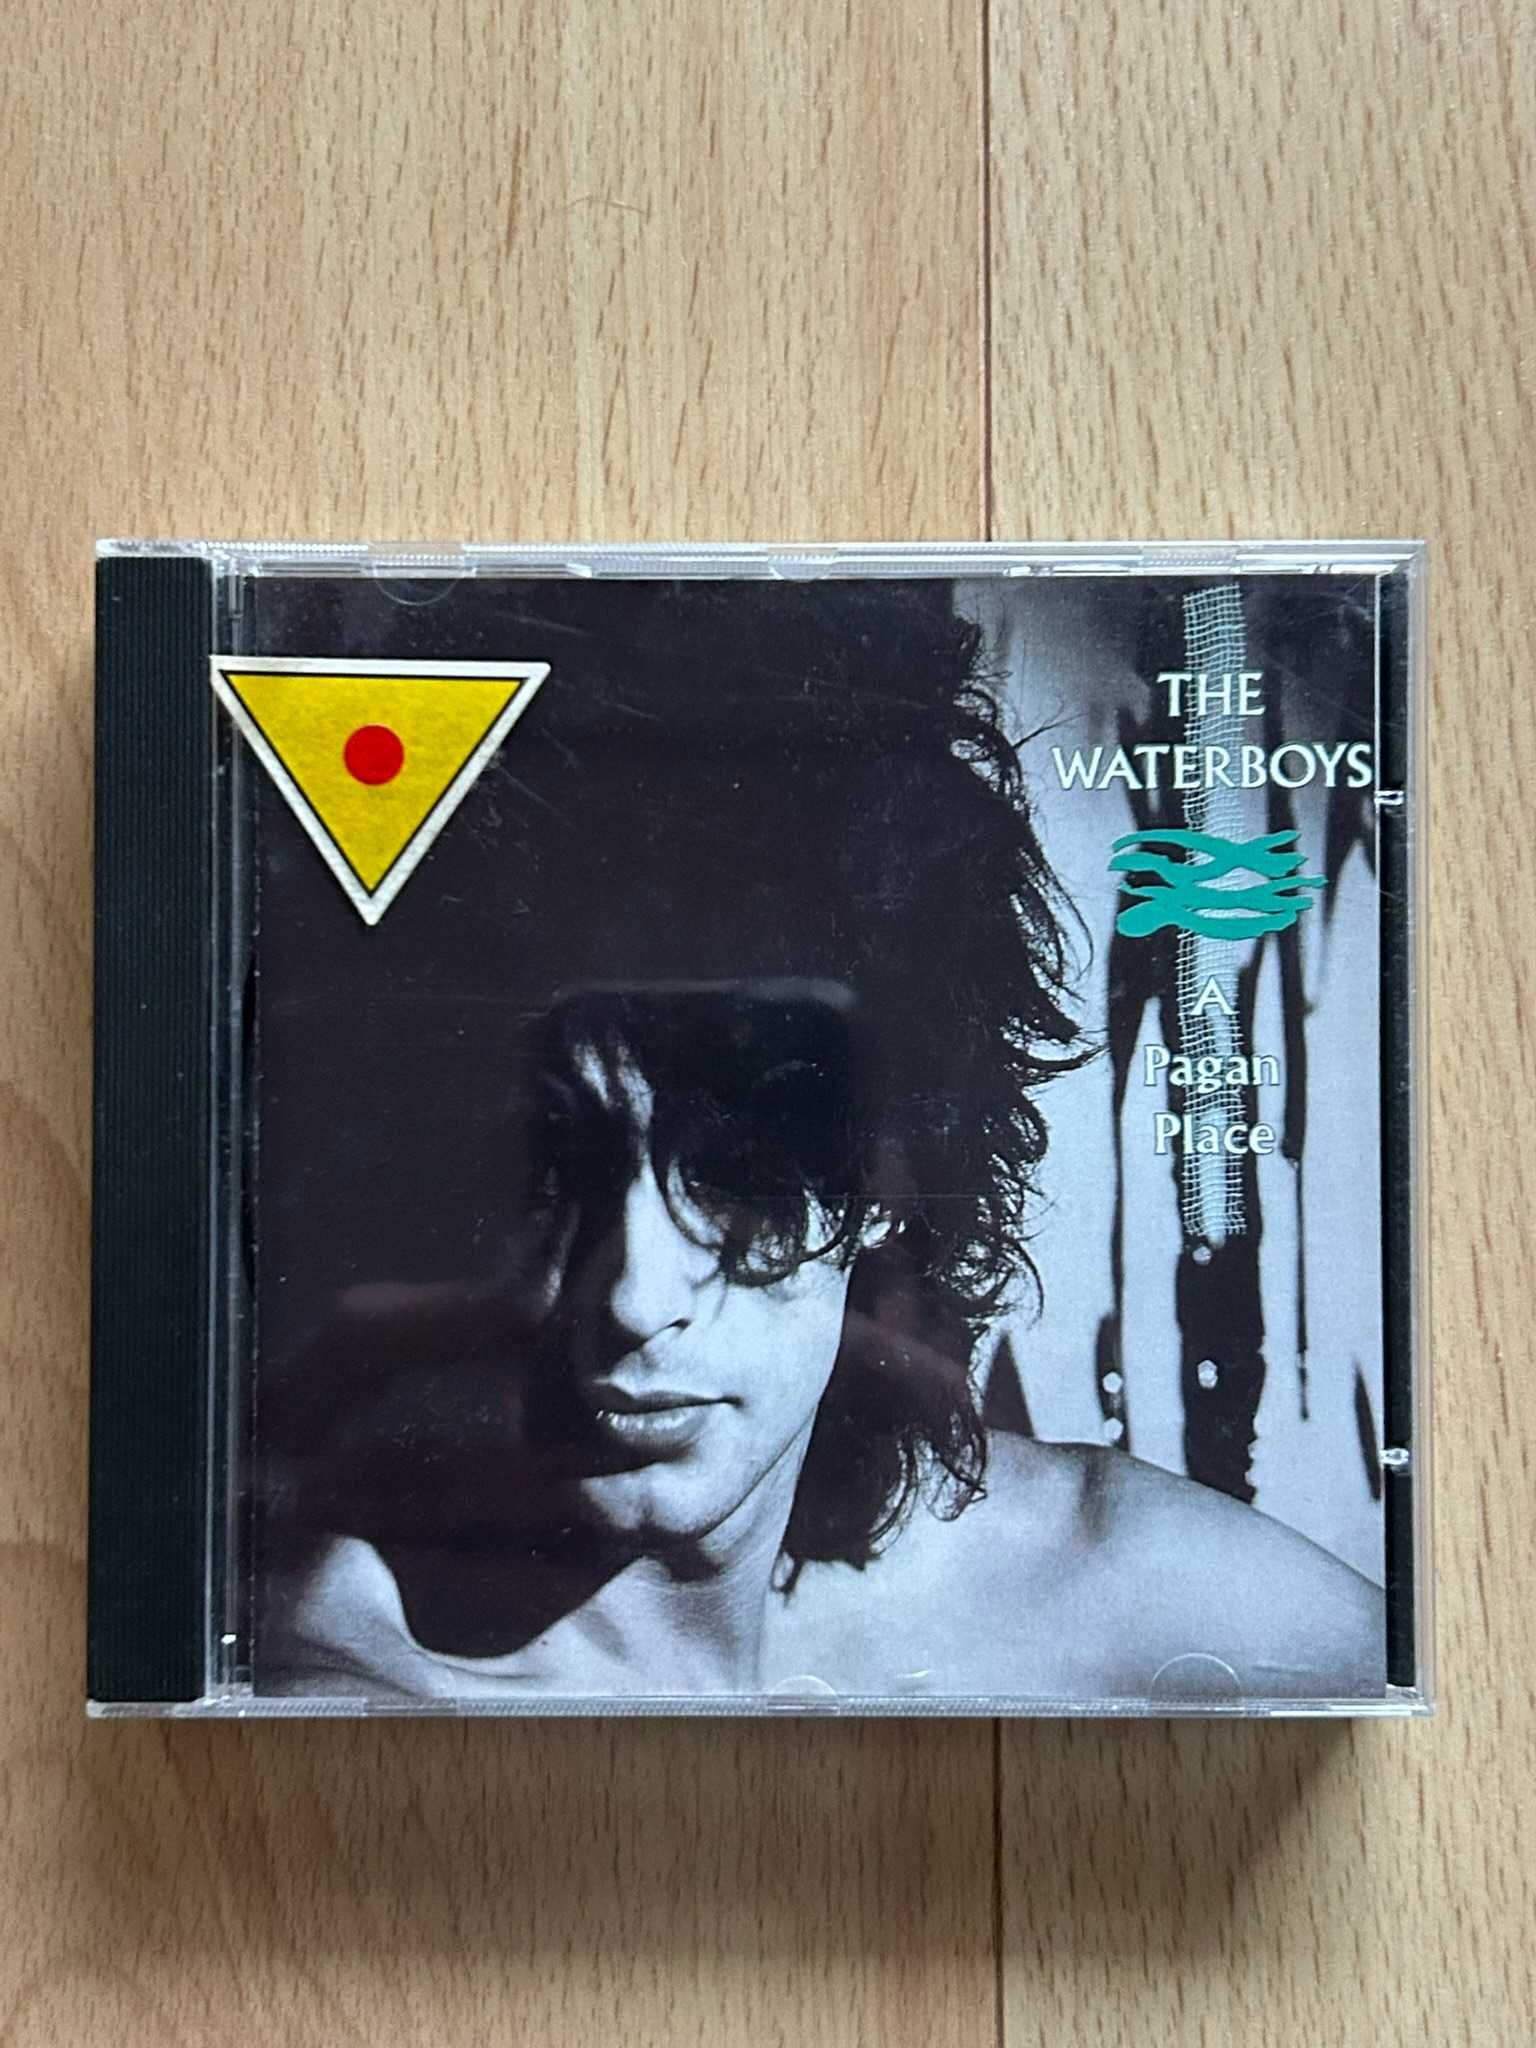 THE
WATERBOYS
A
Pagan
Place